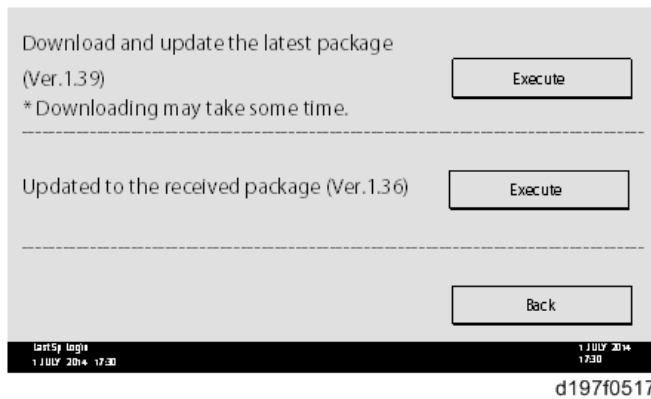 Download and update the latest package
(Ver.1.39)
Execute
* Downloading may take some time.
Updated to the received package (Ver.1.36)
Execute
Back
Last Sp Login
1 JULY 2014 17:30
1 JULY 2014
17:30
d197f0517